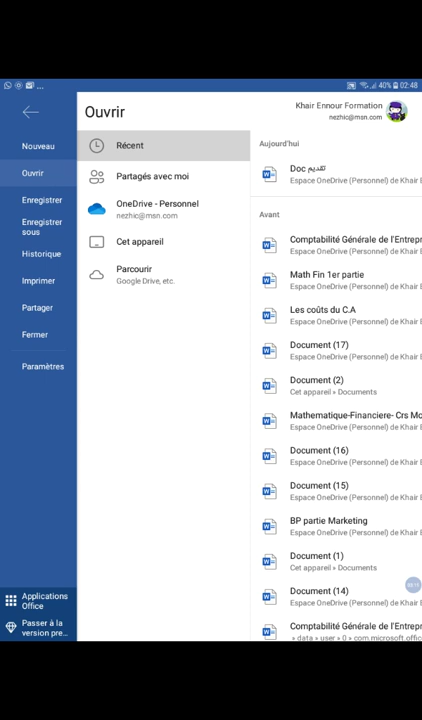 40% 02:48
Ouvrir
Khair Ennour Formation
nezhic@msn.com
Nouveau
Ouvrir
Enregistrer
Enregistrer
sous
Historique
Imprimer
Partager
Fermer
Paramètres
Applications
Office
Passer à la
version pre...
Récent
Partagés avec moi
OneDrive - Personnel
nezhic@msn.com
Cet appareil
Parcourir
Google Drive, etc.
Aujourd'hui
Doc تقديم
Espace OneDrive (Personnel) de Khair E
Avant
Comptabilité Générale de l'Entrepr
Espace OneDrive (Personnel) de Khair E
Math Fin 1er partie
Espace OneDrive (Personnel) de Khair E
Les coûts du C.A
Espace OneDrive (Personnel) de Khair E
Document (17)
Espace OneDrive (Personnel) de Khair E
Document (2)
Cet appareil » Documents
Mathematique-Financiere- Crs Mo
Espace OneDrive (Personnel) de Khair E
Document (16)
Espace OneDrive (Personnel) de Khair E
Document (15)
Espace OneDrive (Personnel) de Khair E
BP partie Marketing
Espace OneDrive (Personnel) de Khair E
Document (1)
Cet appareil » Documents
Document (14)
Espace OneDrive (Personnel) de Khair E
Comptabilité Générale de l'Entrepr
» data » user » 0 » com.microsoft.offic